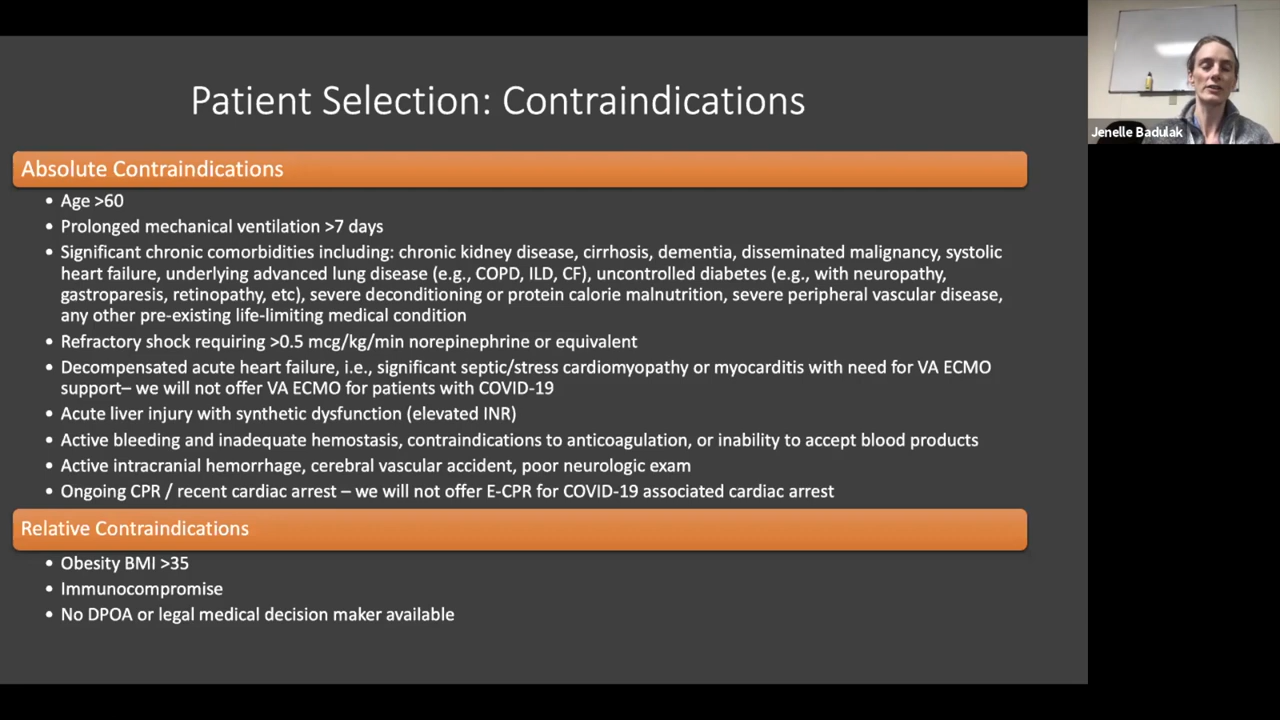 Patient Selection: Contraindications
Jenelle Badulak
Absolute Contraindications
• Age >60
• Prolonged mechanical ventilation >7 days
• Significant chronic comorbidities including: chronic kidney disease, cirrhosis, dementia, disseminated malignancy, systolic
heart failure, underlying advanced lung disease (e.g., COPD, ILD, CF), uncontrolled diabetes (e.g., with neuropathy,
gastroparesis, retinopathy, etc), severe deconditioning or protein calorie malnutrition, severe peripheral vascular disease,
any other pre-existing life-limiting medical condition
• Refractory shock requiring >0.5 mcg/kg/min norepinephrine or equivalent
• Decompensated acute heart failure, i.e., significant septic/stress cardiomyopathy or myocarditis with need for VA ECMO
support– we will not offer VA ECMO for patients with COVID-19
• Acute liver injury with synthetic dysfunction (elevated INR)
• Active bleeding and inadequate hemostasis, contraindications to anticoagulation, or inability to accept blood products
• Active intracranial hemorrhage, cerebral vascular accident, poor neurologic exam
• Ongoing CPR / recent cardiac arrest – we will not offer E-CPR for COVID-19 associated cardiac arrest
Relative Contraindications
• Obesity BMI >35
• Immunocompromise
• No DPOA or legal medical decision maker available